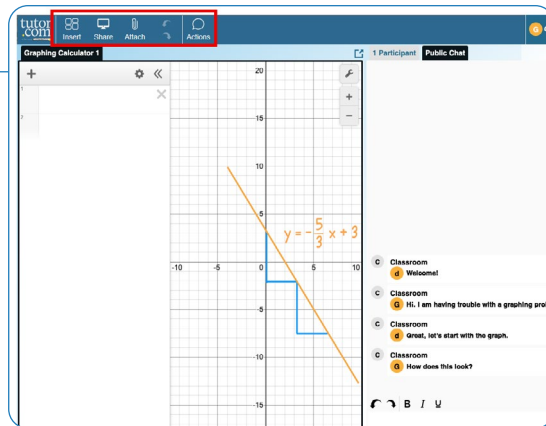 tutor
.com
Insert Share Attach Actions
G
Graphing Calculator 1
1 Participant Public Chat
1
2
20
15
10
5
-10 -5 0 5 10
-5
-10
-15
y = -5/3 x + 3
C Classroom
d Welcome!
C Classroom
G Hi. I am having trouble with a graphing
C Classroom
d Great, let's start with the graph.
C Classroom
G How does this look?
B I U